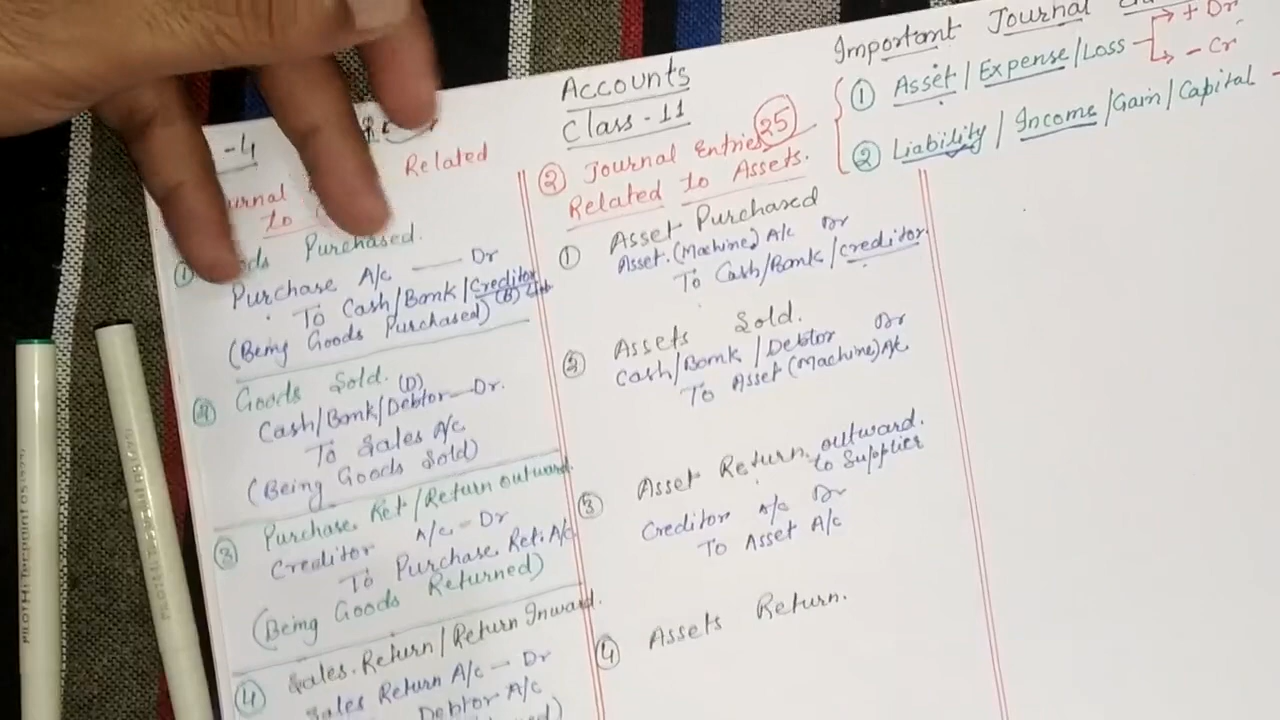 Accounts
Class - 11
-4
Related
to
Purchased.
①
Purchase A/c —— Dr
To Cash/Bank/Creditor
(B)
(Being Goods Purchased)
② Goods Sold.
(D)
Cash/Bank/Debtor—Dr.
To Sales A/c
(Being Goods Sold)
③ Purchase Ret/Return outward.
Creditor A/c - Dr
To Purchase Ret. A/c
(Being Goods Returned)
④ Sales Return/Return Inward.
Sales Return A/c - Dr
Debtor A/c
② Journal Entries 25
Related to Assets.
① Asset Purchased
Asset.(Machine) A/c Dr
To Cash/Bank/creditor.
② Assets Sold.
Cash/Bank/Debtor Dr
To Asset (Machine)A/c
③ Asset Return outward.
to Supplier
Creditor A/c Dr
To Asset A/c
④ Assets Return.
Important Journal
① Asset/Expense/Loss + Dr
- Cr
② Liability/Income/Gain/Capital